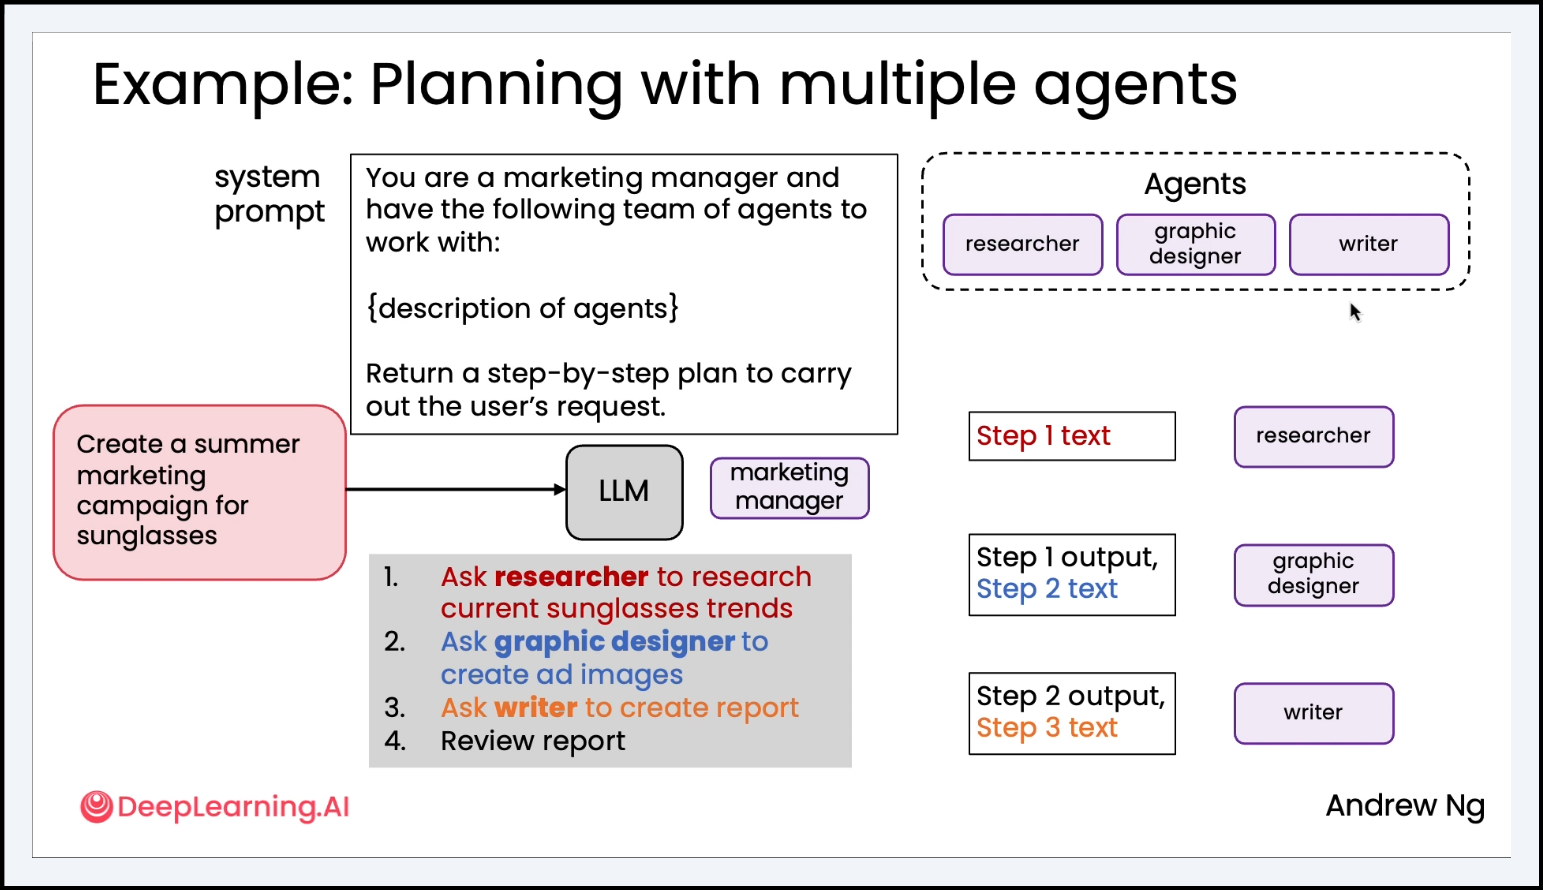 Example: Planning with multiple agents
system
prompt
You are a marketing manager and
have the following team of agents to
work with:
{description of agents}
Return a step-by-step plan to carry
out the user's request.
Agents
researcher
graphic
designer
writer
Create a summer
marketing
campaign for
sunglasses
LLM
marketing
manager
1. Ask researcher to research
current sunglasses trends
2. Ask graphic designer to
create ad images
3. Ask writer to create report
4. Review report
Step 1 text
researcher
Step 1 output,
Step 2 text
graphic
designer
Step 2 output,
Step 3 text
writer
DeepLearning.AI
Andrew Ng